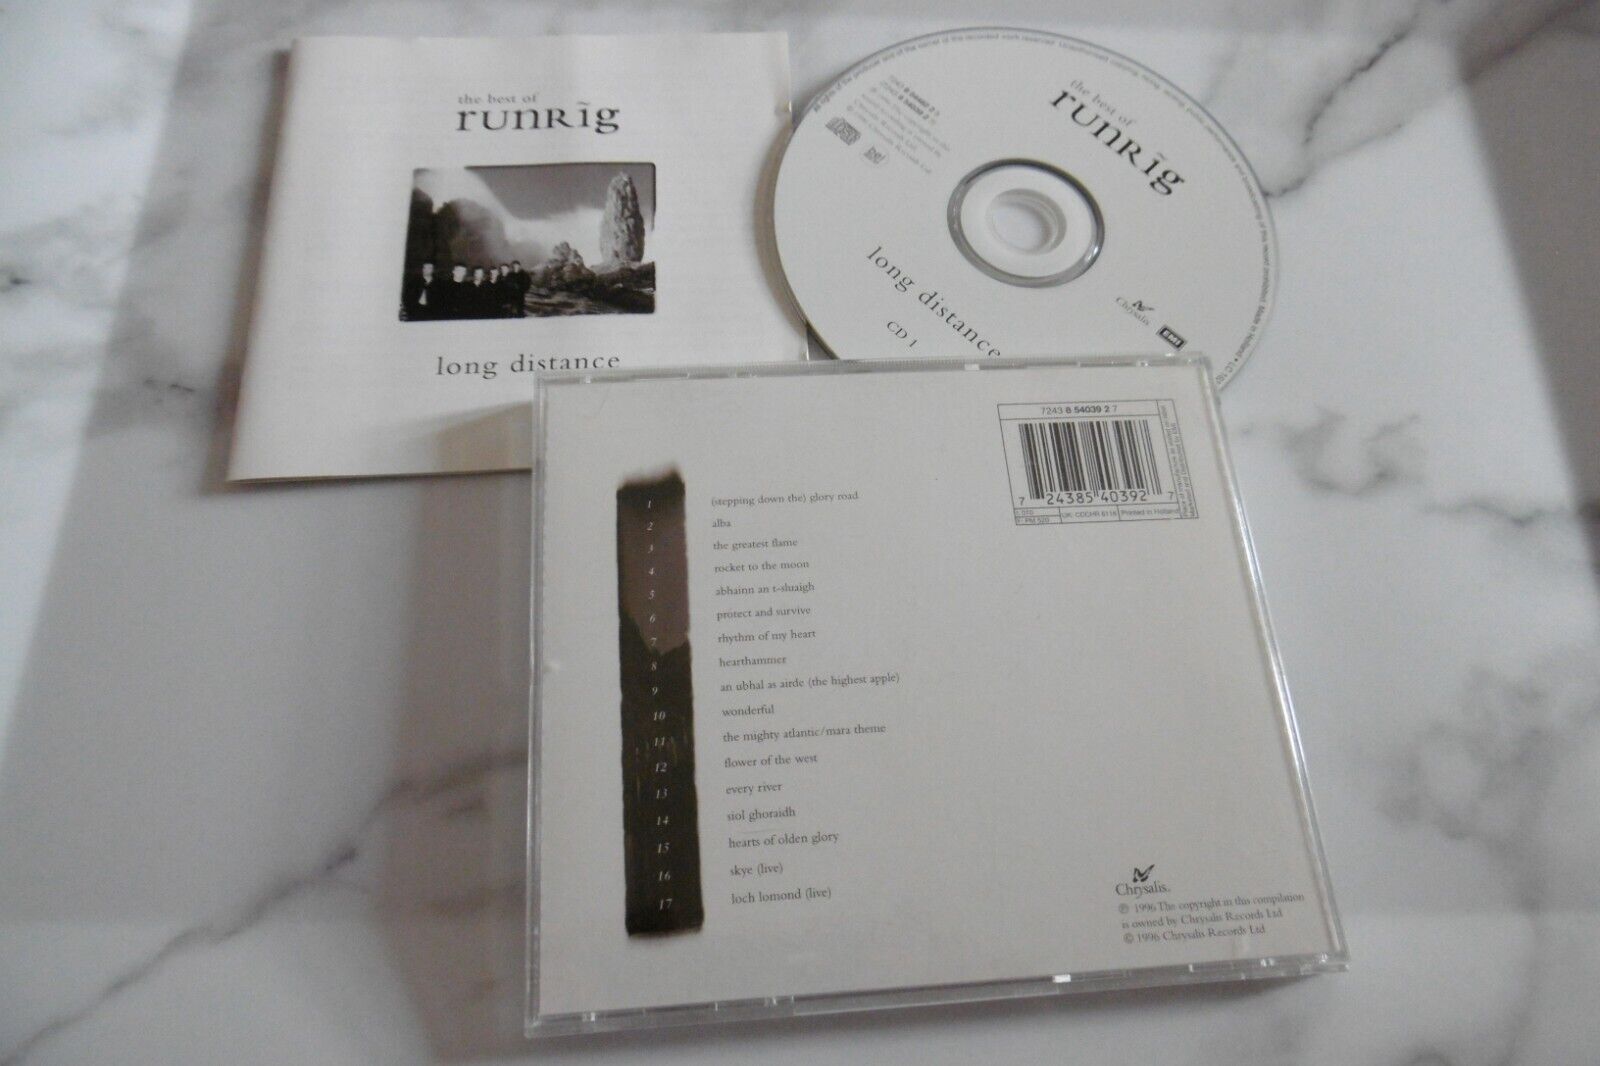 the best of
runrig
long distance
the best of
runrig
long distance
CD 1
Chrysalis
EMI
7243 8 54039 2 7
7 24385 40392 7
UK: CDCHR 6116
Printed in Holland
F: PM 520
1 (stepping down the) glory road
2 alba
3 the greatest flame
4 rocket to the moon
5 abhainn an t-sluaigh
6 protect and survive
7 rhythm of my heart
8 hearthammer
9 an ubhal as airde (the highest apple)
10 wonderful
11 the mighty atlantic/mara theme
12 flower of the west
13 every river
14 siol ghoraidh
15 hearts of olden glory
16 skye (live)
17 loch lomond (live)
Chrysalis.
℗ 1996 The copyright in this compilation
is owned by Chrysalis Records Ltd
© 1996 Chrysalis Records Ltd